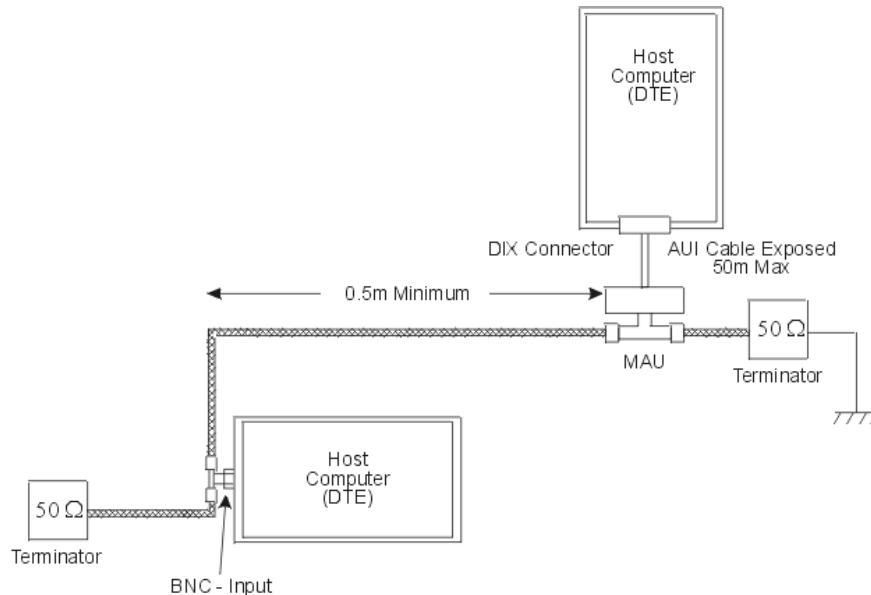 Host
Computer
(DTE)
DIX Connector
AUI Cable Exposed
50m Max
0.5m Minimum
50 Ω
MAU
Terminator
Host
Computer
(DTE)
50 Ω
Terminator
BNC - Input